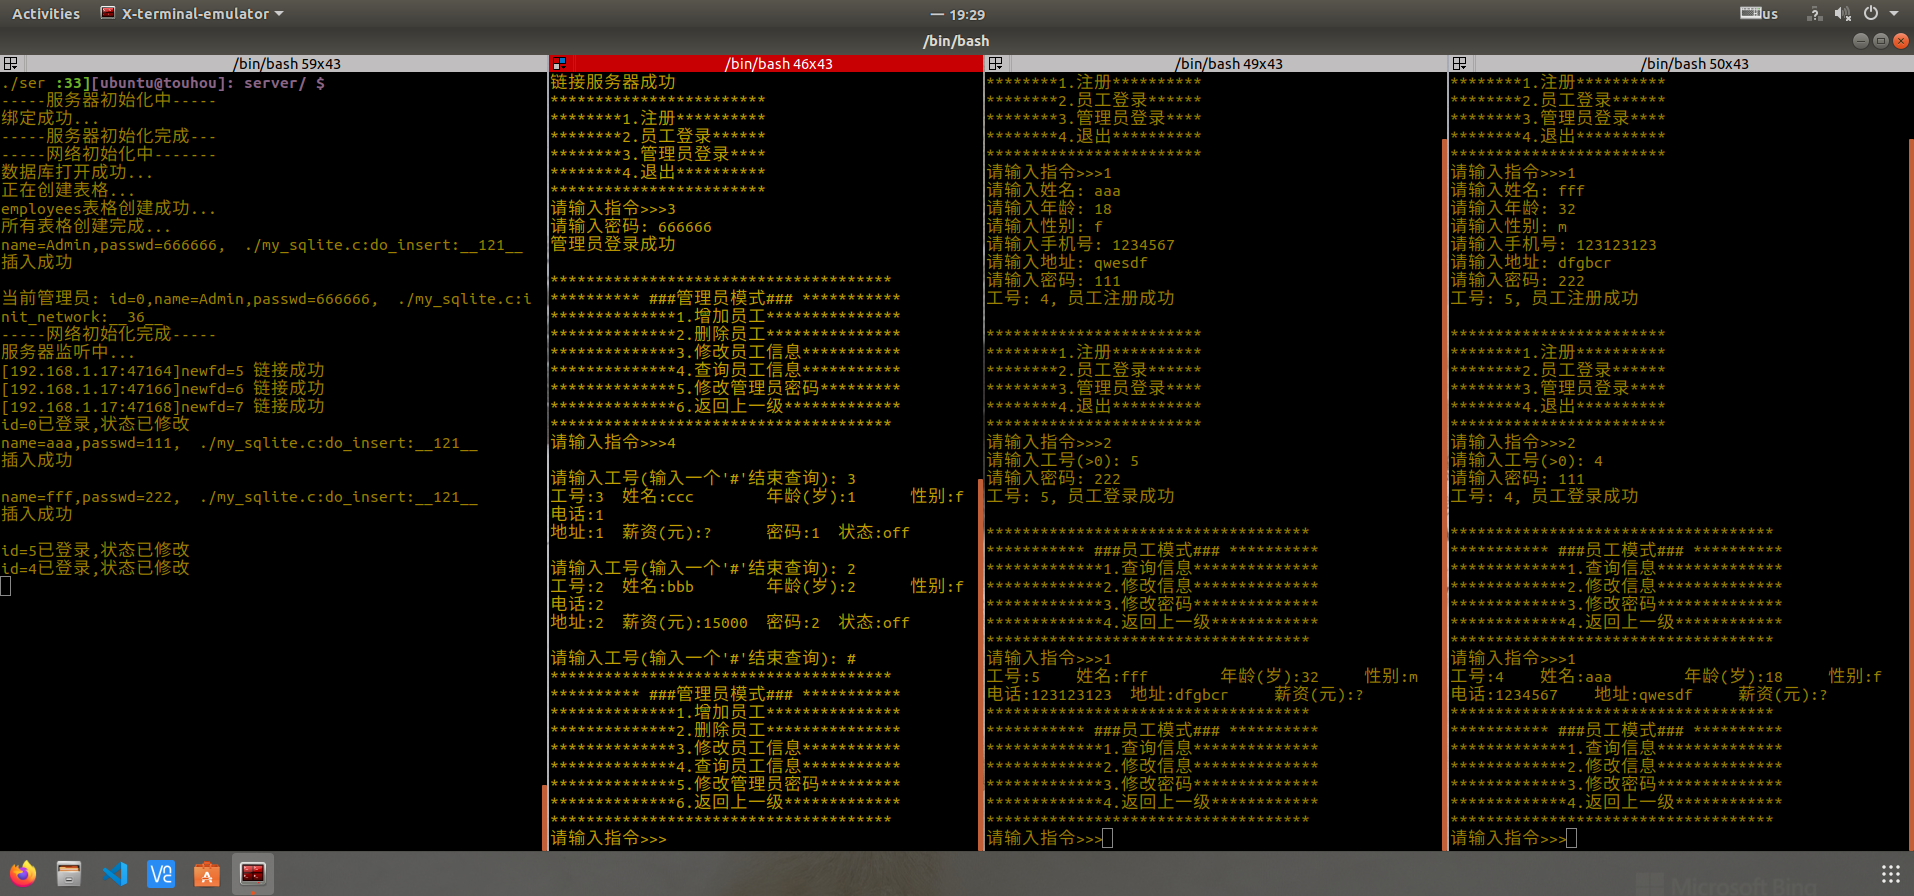 Activities
X-terminal-emulator
19:29
us
/bin/bash
/bin/bash 59x43
./ser :33][ubuntu@touhou]: server/ $
-----服务器初始化中-----
绑定成功...
-----服务器初始化完成---
-----网络初始化中-------
数据库打开成功...
正在创建表格...
employees表格创建成功...
所有表格创建完成...
name=Admin,passwd=666666,  ./my_sqlite.c:do_insert:__121__
插入成功
当前管理员: id=0,name=Admin,passwd=666666,  ./my_sqlite.c:i
nit_network:__36__
-----网络初始化完成-----
服务器监听中...
[192.168.1.17:47164]newfd=5 链接成功
[192.168.1.17:47166]newfd=6 链接成功
[192.168.1.17:47168]newfd=7 链接成功
id=0已登录,状态已修改
name=aaa,passwd=111,  ./my_sqlite.c:do_insert:__121__
插入成功
name=fff,passwd=222,  ./my_sqlite.c:do_insert:__121__
插入成功
id=5已登录,状态已修改
id=4已登录,状态已修改
/bin/bash 46x43
链接服务器成功
************************
********1.注册**********
********2.员工登录******
********3.管理员登录****
********4.退出**********
************************
请输入指令>>>3
请输入密码: 666666
管理员登录成功
**************************************
********** ###管理员模式### ***********
**************1.增加员工***************
**************2.删除员工***************
**************3.修改员工信息***********
**************4.查询员工信息***********
**************5.修改管理员密码*********
**************6.返回上一级*************
**************************************
请输入指令>>>4
请输入工号(输入一个'#'结束查询): 3
工号:3  姓名:ccc        年龄(岁):1      性别:f
电话:1
地址:1  薪资(元):?      密码:1  状态:off
请输入工号(输入一个'#'结束查询): 2
工号:2  姓名:bbb        年龄(岁):2      性别:f
电话:2
地址:2  薪资(元):15000  密码:2  状态:off
请输入工号(输入一个'#'结束查询): #
**************************************
********** ###管理员模式### ***********
**************1.增加员工***************
**************2.删除员工***************
**************3.修改员工信息***********
**************4.查询员工信息***********
**************5.修改管理员密码*********
**************6.返回上一级*************
**************************************
请输入指令>>>
/bin/bash 49x43
********1.注册**********
********2.员工登录******
********3.管理员登录****
********4.退出**********
************************
请输入指令>>>1
请输入姓名: aaa
请输入年龄: 18
请输入性别: f
请输入手机号: 1234567
请输入地址: qwesdf
请输入密码: 111
工号: 4, 员工注册成功
************************
********1.注册**********
********2.员工登录******
********3.管理员登录****
********4.退出**********
************************
请输入指令>>>2
请输入工号(>0): 5
请输入密码: 222
工号: 5, 员工登录成功
************************************
*********** ###员工模式### **********
*************1.查询信息**************
*************2.修改信息**************
*************3.修改密码**************
*************4.返回上一级************
************************************
请输入指令>>>1
工号:5    姓名:fff        年龄(岁):32     性别:m
电话:123123123  地址:dfgbcr     薪资(元):?
************************************
*********** ###员工模式### **********
*************1.查询信息**************
*************2.修改信息**************
*************3.修改密码**************
*************4.返回上一级************
************************************
请输入指令>>>
/bin/bash 50x43
********1.注册**********
********2.员工登录******
********3.管理员登录****
********4.退出**********
************************
请输入指令>>>1
请输入姓名: fff
请输入年龄: 32
请输入性别: m
请输入手机号: 123123123
请输入地址: dfgbcr
请输入密码: 222
工号: 5, 员工注册成功
************************
********1.注册**********
********2.员工登录******
********3.管理员登录****
********4.退出**********
************************
请输入指令>>>2
请输入工号(>0): 4
请输入密码: 111
工号: 4, 员工登录成功
************************************
*********** ###员工模式### **********
*************1.查询信息**************
*************2.修改信息**************
*************3.修改密码**************
*************4.返回上一级************
************************************
请输入指令>>>1
工号:4    姓名:aaa        年龄(岁):18     性别:f
电话:1234567    地址:qwesdf     薪资(元):?
************************************
*********** ###员工模式### **********
*************1.查询信息**************
*************2.修改信息**************
*************3.修改密码**************
*************4.返回上一级************
************************************
请输入指令>>>
Microsoft Bing